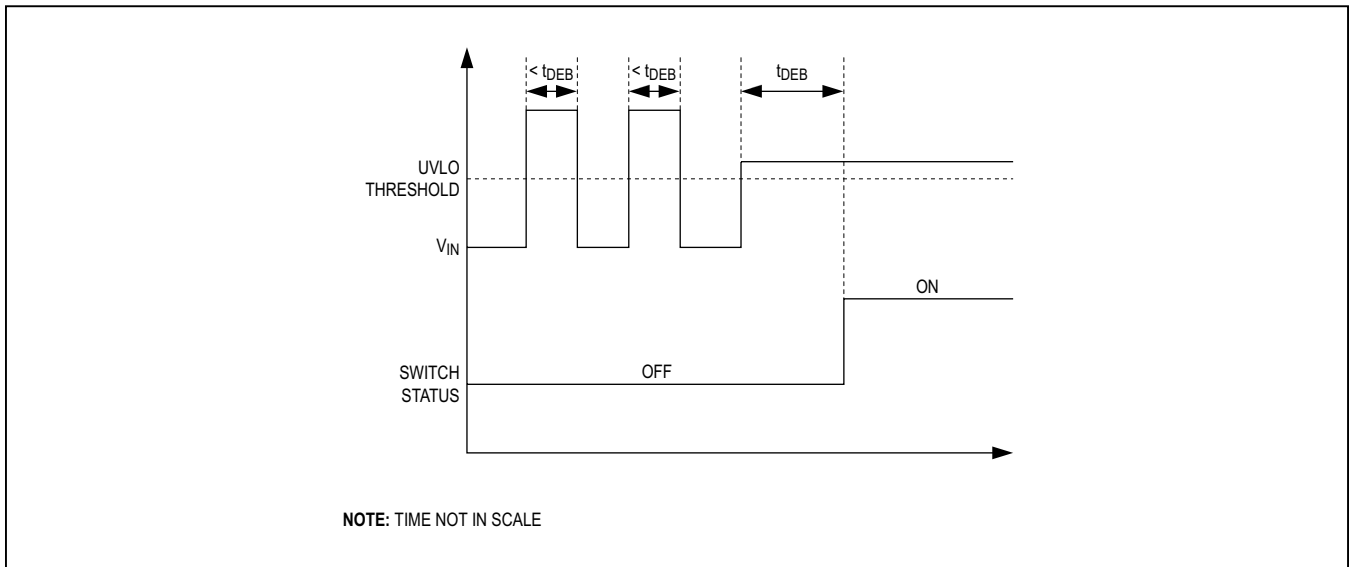 < tDEB
< tDEB
tDEB
UVLO
THRESHOLD
VIN
ON
SWITCH
STATUS
OFF
NOTE: TIME NOT IN SCALE